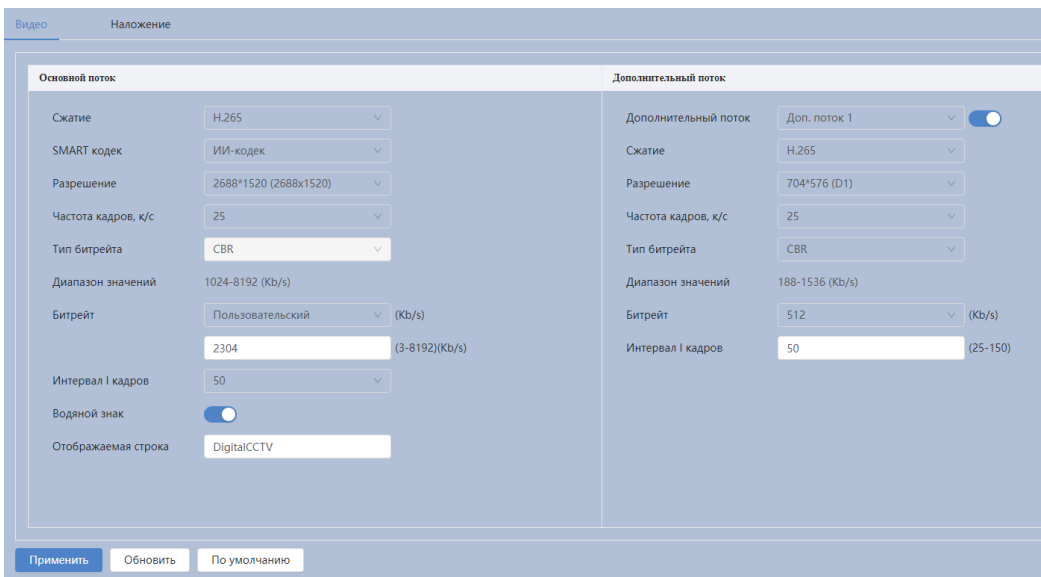 Видео Наложение
Основной поток
Сжатие H.265
SMART кодек ИИ-кодек
Разрешение 2688*1520 (2688x1520)
Частота кадров, к/с 25
Тип битрейта CBR
Диапазон значений 1024-8192 (Kb/s)
Битрейт Пользовательский (Kb/s)
2304 (3-8192)(Kb/s)
Интервал I кадров 50
Водяной знак
Отображаемая строка DigitalCCTV
Дополнительный поток
Дополнительный поток Доп. поток 1
Сжатие H.265
Разрешение 704*576 (D1)
Частота кадров, к/с 25
Тип битрейта CBR
Диапазон значений 188-1536 (Kb/s)
Битрейт 512 (Kb/s)
Интервал I кадров 50 (25-150)
Применить Обновить По умолчанию